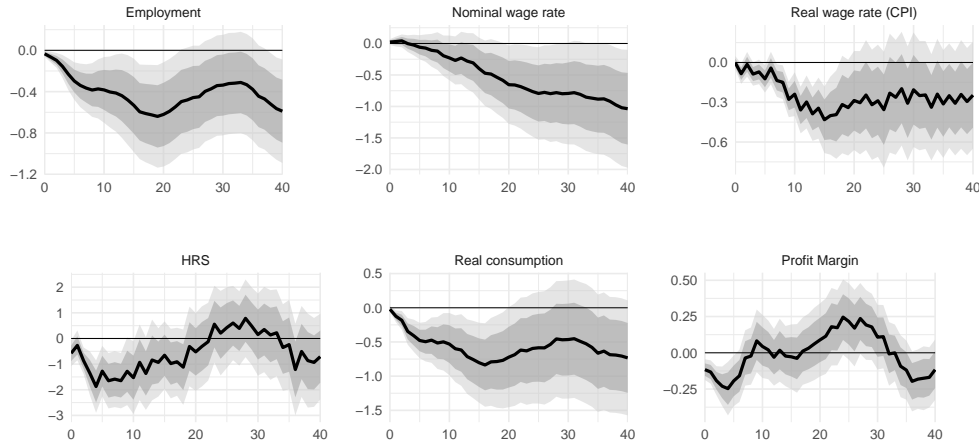 Employment
0.0
−0.4
−0.8
−1.2
0 10 20 30 40
Nominal wage rate
0.0
−0.5
−1.0
−1.5
−2.0
0 10 20 30 40
Real wage rate (CPI)
0.0
−0.3
−0.6
0 10 20 30 40
HRS
2
1
0
−1
−2
−3
0 10 20 30 40
Real consumption
0.5
0.0
−0.5
−1.0
−1.5
0 10 20 30 40
Profit Margin
0.50
0.25
0.00
−0.25
0 10 20 30 40